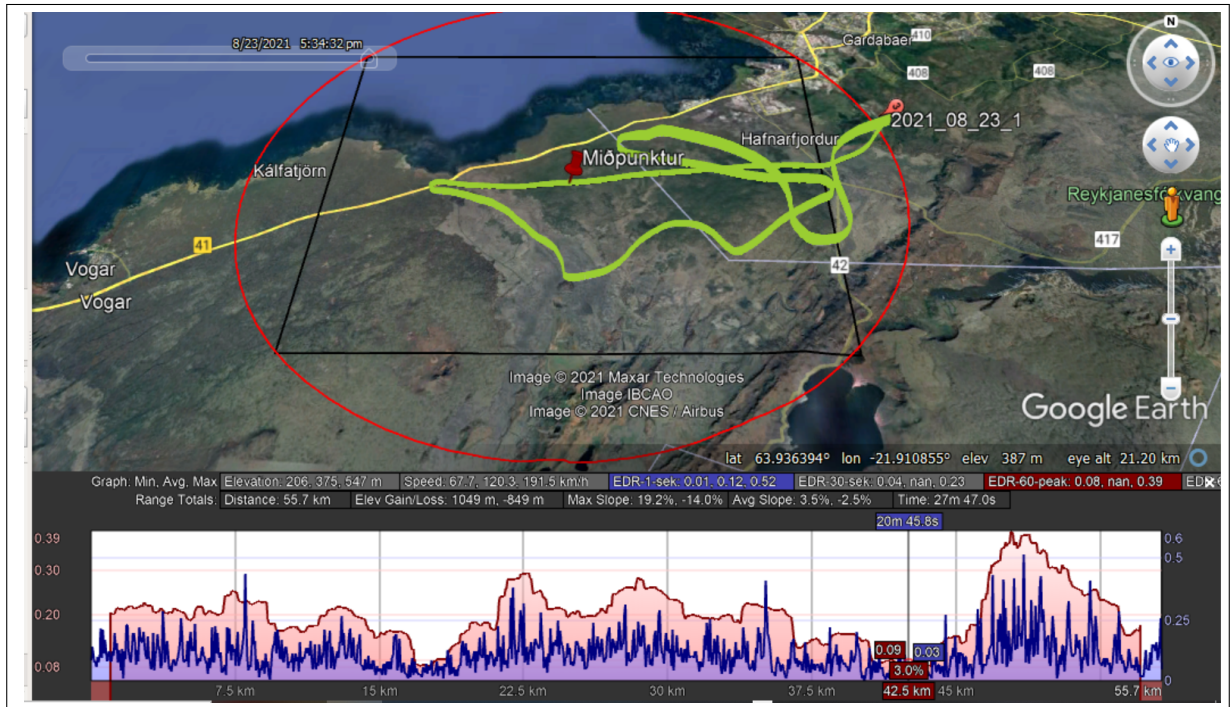 8/23/2021 5:34:32 pm
N
Gardabaer
410
408
408
2021_08_23_1
Hafnarfjordur
Miðpunktur
Kálfatjörn
41
Vogar
Vogar
42
417
Image © 2021 Maxar Technologies
Image IBCAO
Image © 2021 CNES / Airbus
Google Earth
lat 63.936394° lon -21.910855° elev 387 m eye alt 21.20 km
Graph: Min, Avg, Max Elevation: 206, 375, 547 m Speed: 67.7, 120.3, 191.5 km/h EDR-1-sek: 0.01, 0.12, 0.52 EDR-30-sek: 0.04, nan, 0.23 EDR-60-peak: 0.08, nan, 0.39
Range Totals: Distance: 55.7 km Elev Gain/Loss: 1049 m, -849 m Max Slope: 19.2%, -14.0% Avg Slope: 3.5%, -2.5% Time: 27m 47.0s
20m 45.8s
0.39
0.30
0.20
0.08
0.6
0.5
0.25
0
0.09
0.03
3.0%
7.5 km 15 km 22.5 km 30 km 37.5 km 42.5 km 45 km 55.7 km